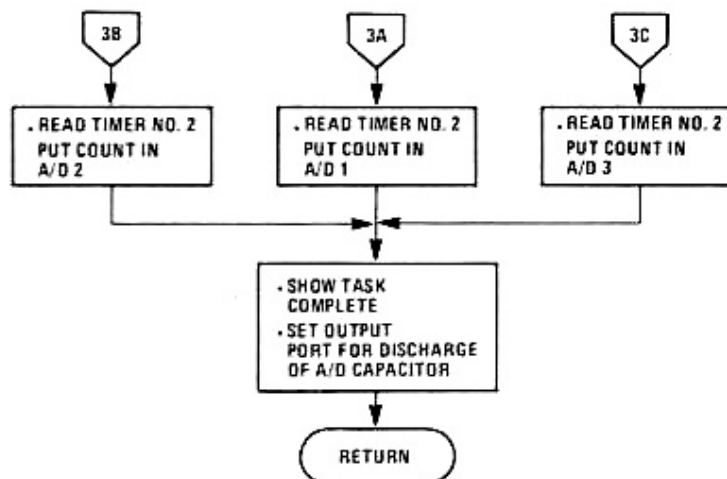 3B
3A
3C
• READ TIMER NO. 2
PUT COUNT IN
A/D 2
• READ TIMER NO. 2
PUT COUNT IN
A/D 1
• READ TIMER NO. 2
PUT COUNT IN
A/D 3
• SHOW TASK
COMPLETE
• SET OUTPUT
PORT FOR DISCHARGE
OF A/D CAPACITOR
RETURN